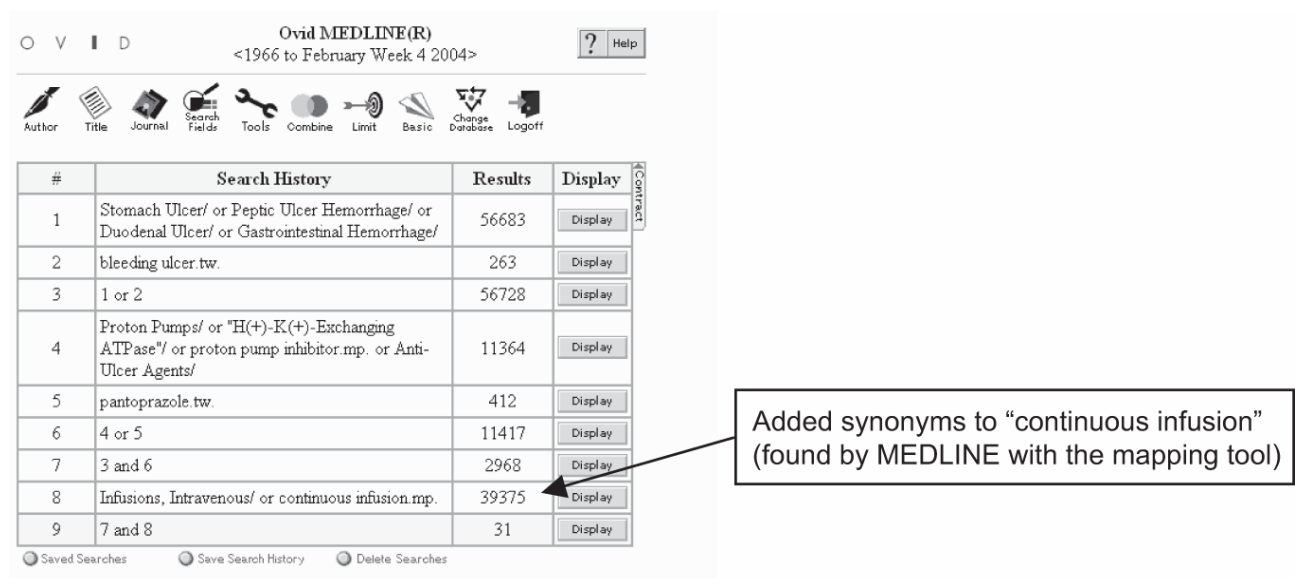 O V I D
Ovid MEDLINE(R)
<1966 to February Week 4 2004>
? Help
Author Title Journal Search Fields Tools Combine Limit Basic Change Database Logoff
# Search History Results Display
Contract
1 Stomach Ulcer/ or Peptic Ulcer Hemorrhage/ or 56683 Display
Duodenal Ulcer/ or Gastrointestinal Hemorrhage/
2 bleeding ulcer.tw. 263 Display
3 1 or 2 56728 Display
Proton Pumps/ or "H(+)-K(+)-Exchanging
4 ATPase"/ or proton pump inhibitor.mp. or Anti- 11364 Display
Ulcer Agents/
5 pantoprazole.tw. 412 Display
6 4 or 5 11417 Display
7 3 and 6 2968 Display
8 Infusions, Intravenous/ or continuous infusion.mp. 39375 Display
9 7 and 8 31 Display
Saved Searches Save Search History Delete Searches
Added synonyms to “continuous infusion”
(found by MEDLINE with the mapping tool)